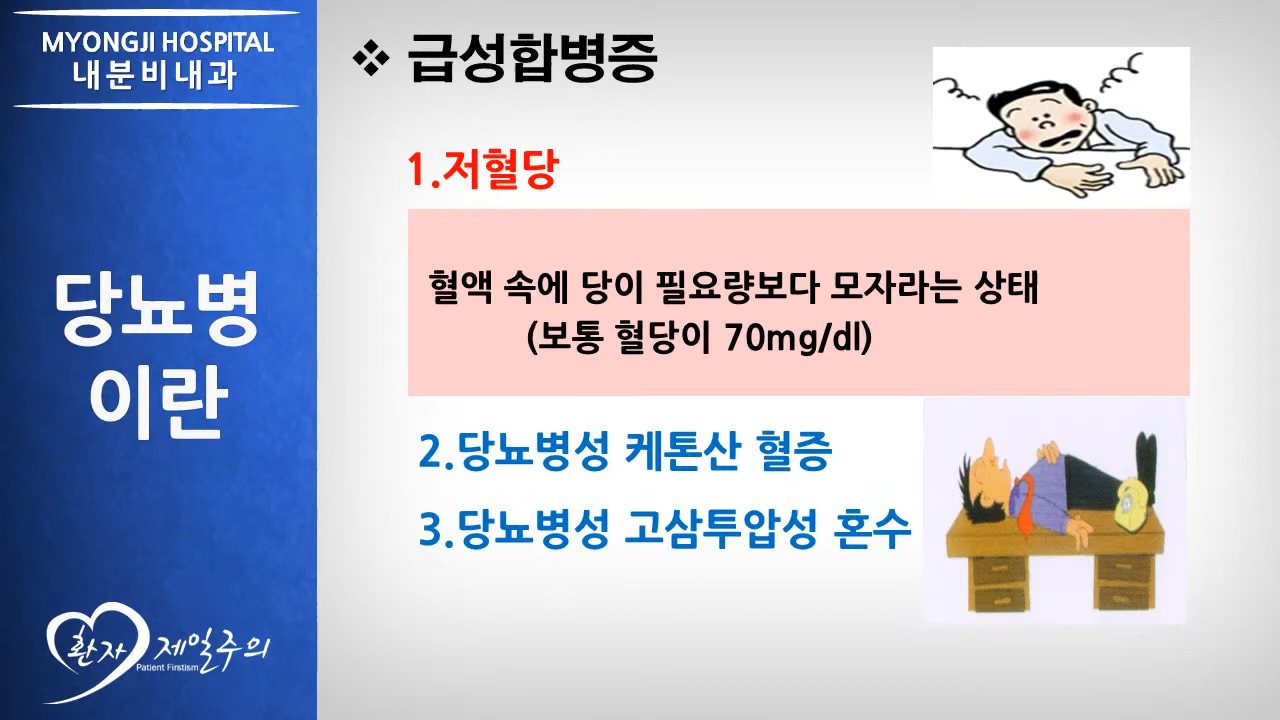 MYONGJI HOSPITAL
내분비내과
당뇨병
이란
환자 제일주의
Patient Firstism
❖ 급성합병증
1.저혈당
혈액 속에 당이 필요량보다 모자라는 상태
(보통 혈당이 70mg/dl)
2.당뇨병성 케톤산 혈증
3.당뇨병성 고삼투압성 혼수